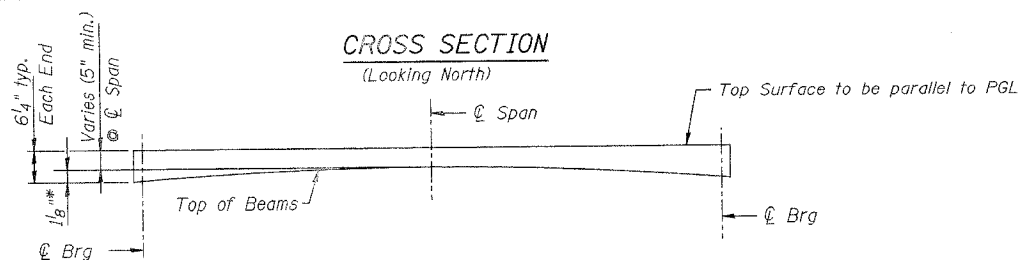 CROSS SECTION
(Looking North)
6¼" typ.
Each End
Varies (5" min.)
@ ℄ Span
℄ Span
Top Surface to be parallel to PGL
1⅛"*
Top of Beams
℄ Brg
℄ Brg